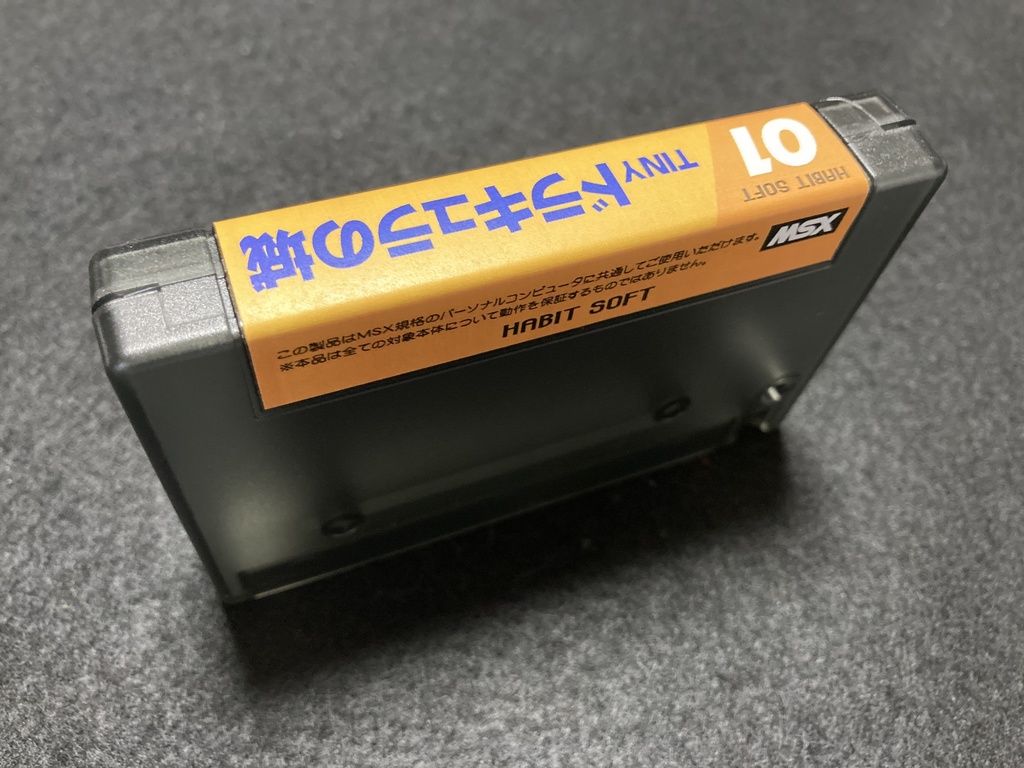 HABIT SOFT
01
TINY ドラキュラの城
MSX
この製品はMSX規格のパーソナルコンピュータに共通してご使用いただけます。
※本品は全ての対象本体について動作を保証するものではありません。
HABIT SOFT